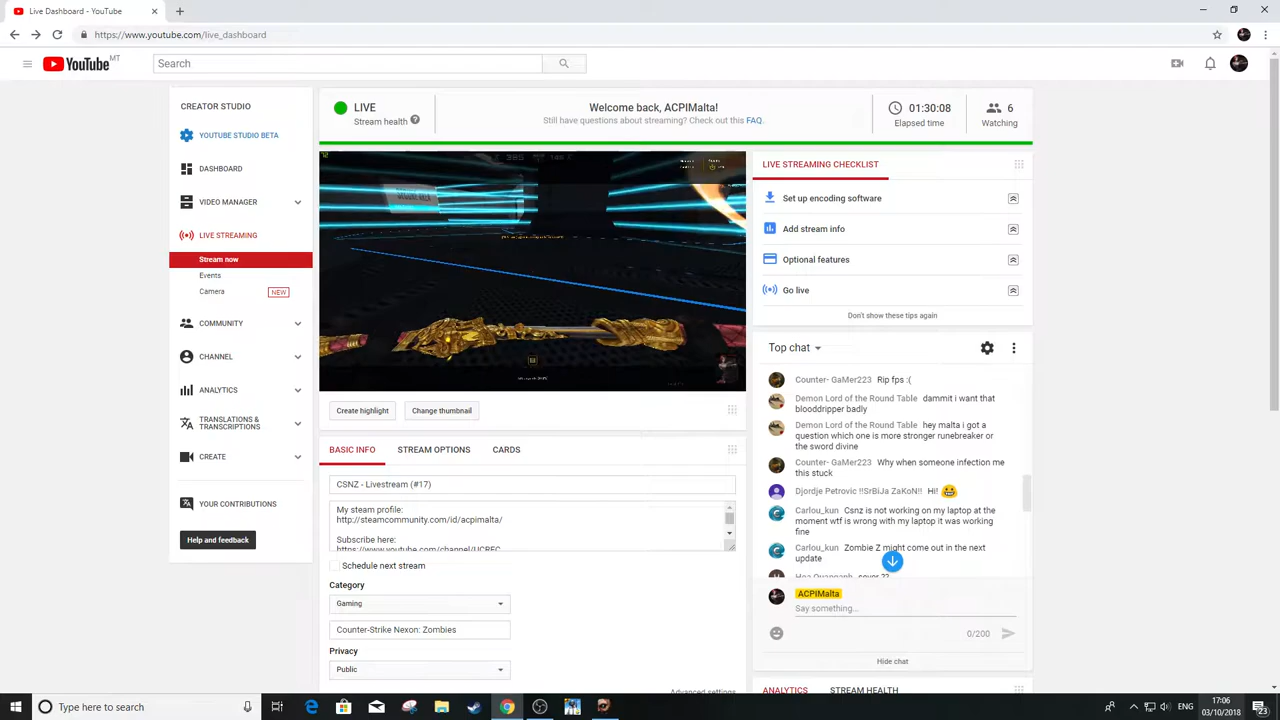 Live Dashboard - YouTube
https://www.youtube.com/live_dashboard
YouTube MT
Search
CREATOR STUDIO
YOUTUBE STUDIO BETA
DASHBOARD
VIDEO MANAGER
LIVE STREAMING
Stream now
Events
Camera NEW
COMMUNITY
CHANNEL
ANALYTICS
TRANSLATIONS &
TRANSCRIPTIONS
CREATE
YOUR CONTRIBUTIONS
Help and feedback
LIVE
Stream health
Welcome back, ACPIMalta!
Still have questions about streaming? Check out this FAQ.
01:30:08
Elapsed time
6
Watching
Create highlight
Change thumbnail
BASIC INFO STREAM OPTIONS CARDS
CSNZ - Livestream (#17)
My steam profile:
http://steamcommunity.com/id/acpimalta/
Subscribe here:
Schedule next stream
Category
Gaming
Counter-Strike Nexon: Zombies
Privacy
Public
Advanced settings
LIVE STREAMING CHECKLIST
Set up encoding software
Add stream info
Optional features
Go live
Don't show these tips again
Top chat
Counter- GaMer223 Rip fps :(
Demon Lord of the Round Table dammit i want that
blooddripper badly
Demon Lord of the Round Table hey malta i got a
question which one is more stronger runebreaker or
the sword divine
Counter- GaMer223 Why when someone infection me
this stuck
Djordje Petrovic !!SrBiJa ZaKoN!! Hi!
Carlou_kun Csnz is not working on my laptop at the
moment wtf is wrong with my laptop it was working
fine
Carlou_kun Zombie Z might come out in the next
update
ACPIMalta
Say something...
0/200
Hide chat
ANALYTICS STREAM HEALTH
Type here to search
ENG
17:06
03/10/2018
23